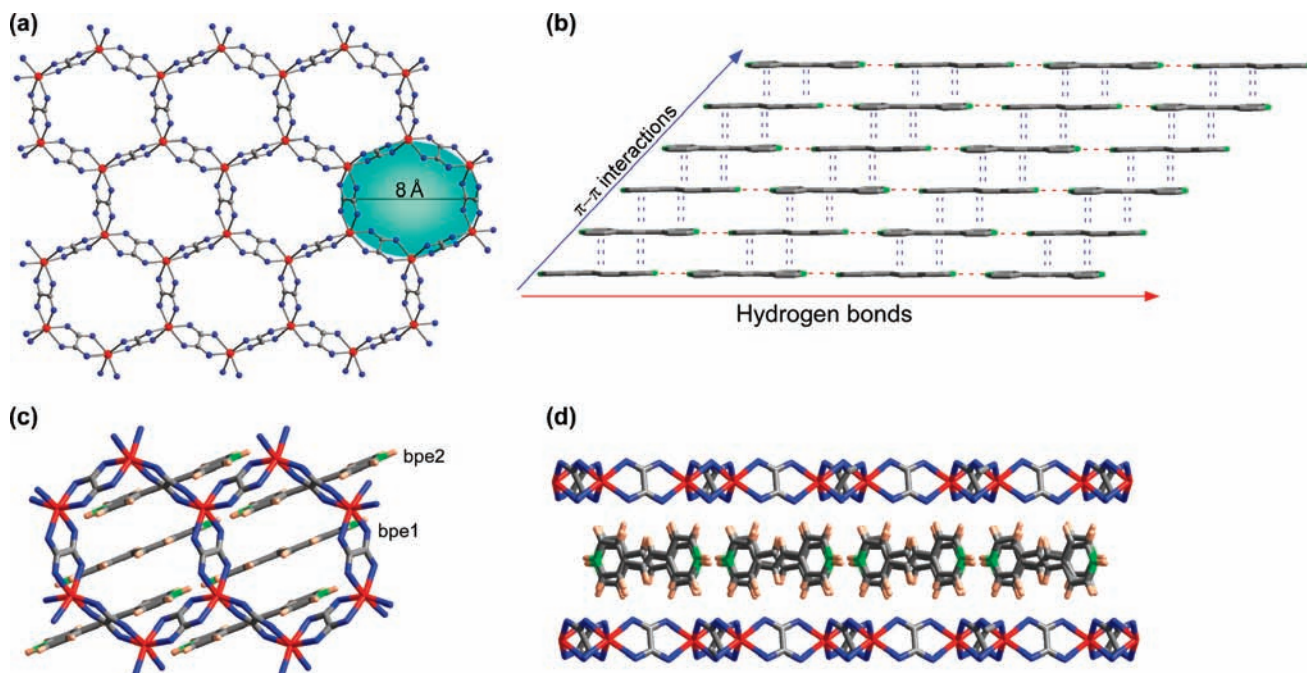 (a)
8 Å
(b)
π–π interactions
Hydrogen bonds
(c)
bpe2
bpe1
(d)